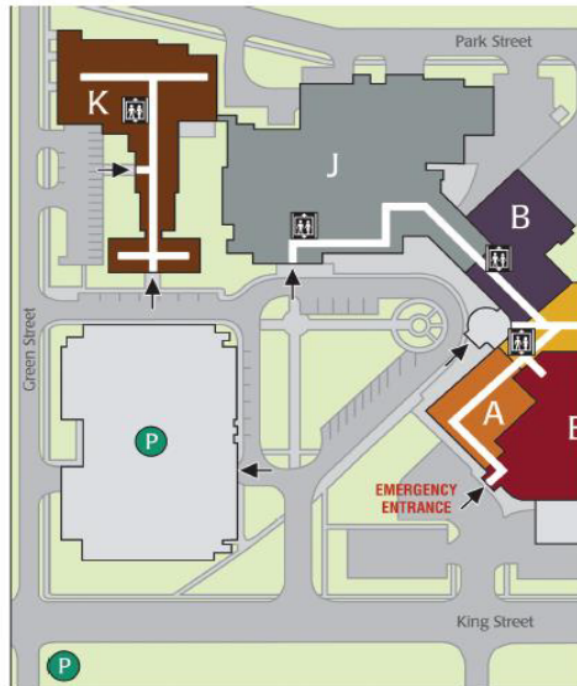 Park Street
K
J
B
Green Street
A
E
P
EMERGENCY
ENTRANCE
King Street
P